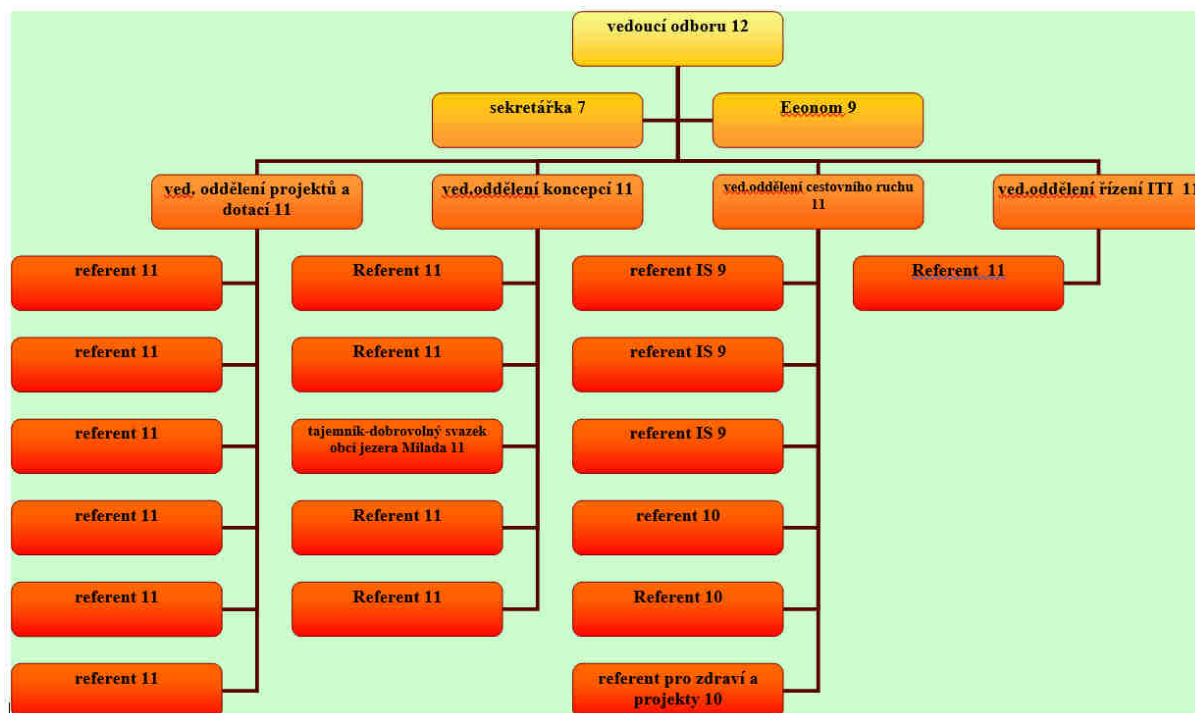 vedoucí odboru 12
sekretářka 7
Eeonom 9
ved. oddělení projektů a
dotací 11
ved.oddělení koncepcí 11
ved.oddělení cestovního ruchu
11
ved.oddělení řízení ITI 11
referent 11
Referent 11
referent IS 9
Referent 11
referent 11
Referent 11
referent IS 9
referent 11
tajemník-dobrovolný svazek
obcí jezera Milada 11
referent IS 9
referent 11
Referent 11
referent 10
referent 11
Referent 11
Referent 10
referent 11
referent pro zdraví a
projekty 10